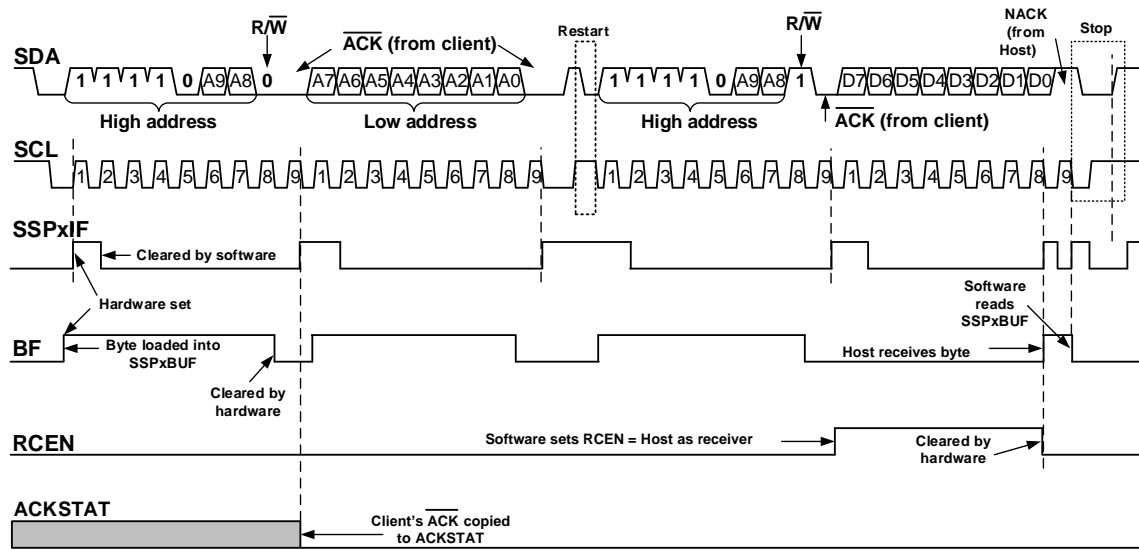 R/W
ACK (from client)
Restart
R/W
NACK
(from
Host)
Stop
SDA
1 1 1 1 0 A9 A8 0 A7 A6 A5 A4 A3 A2 A1 A0 1 1 1 1 0 A9 A8 1 D7 D6 D5 D4 D3 D2 D1 D0
High address
Low address
High address
ACK (from client)
SCL
1 2 3 4 5 6 7 8 9 1 2 3 4 5 6 7 8 9 1 2 3 4 5 6 7 8 9 1 2 3 4 5 6 7 8 9
SSPxIF
Cleared by software
Hardware set
Software
reads
SSPxBUF
BF
Byte loaded into
SSPxBUF
Host receives byte
Cleared by
hardware
RCEN
Software sets RCEN = Host as receiver
Cleared by
hardware
ACKSTAT
Client's ACK copied
to ACKSTAT